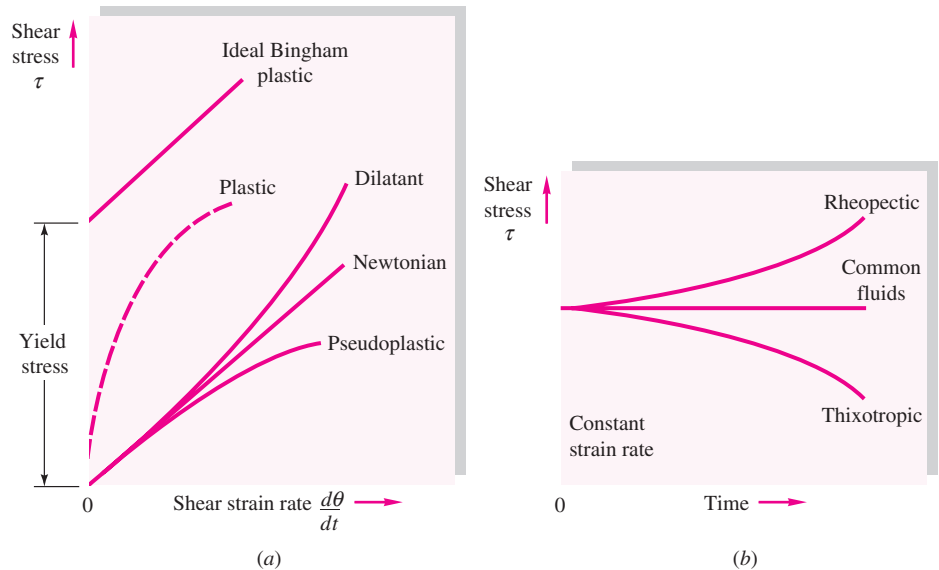 Shear
stress
τ
Ideal Bingham
plastic
Plastic
Dilatant
Newtonian
Pseudoplastic
Yield
stress
0
Shear strain rate dθ/dt
(a)
Shear
stress
τ
Rheopectic
Common
fluids
Thixotropic
Constant
strain rate
0
Time
(b)